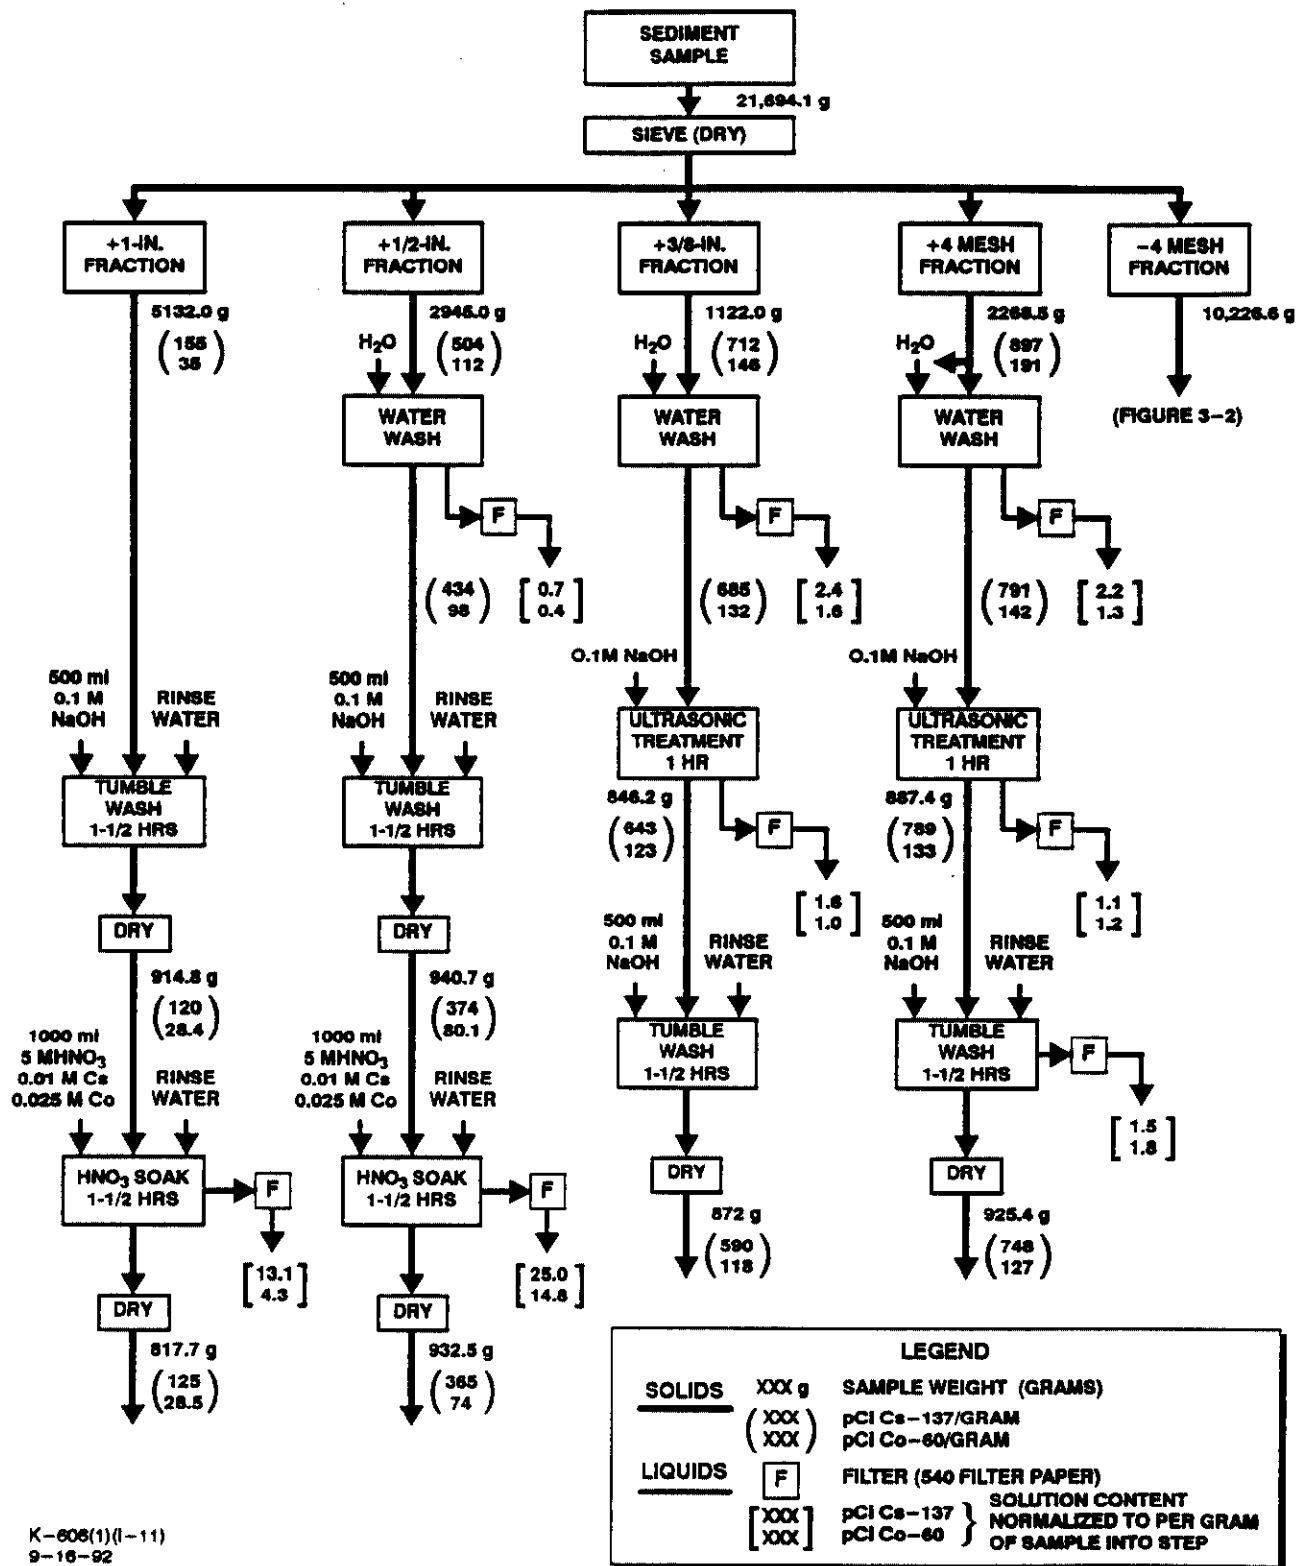 SEDIMENT
SAMPLE
21,694.1 g
SIEVE (DRY)
+1-IN.
FRACTION
+1/2-IN.
FRACTION
+3/8-IN.
FRACTION
+4 MESH
FRACTION
-4 MESH
FRACTION
5132.0 g
(155
35)
2945.0 g
H₂O
(504
112)
1122.0 g
H₂O
(712
146)
2268.5 g
H₂O
(897
191)
10,226.6 g
(FIGURE 3-2)
WATER
WASH
WATER
WASH
WATER
WASH
F
F
F
(434
98)
[0.7
0.4]
(685
132)
[2.4
1.6]
(791
142)
[2.2
1.3]
500 ml
0.1 M
NaOH
RINSE
WATER
500 ml
0.1 M
NaOH
RINSE
WATER
0.1M NaOH
0.1M NaOH
TUMBLE
WASH
1-1/2 HRS
TUMBLE
WASH
1-1/2 HRS
ULTRASONIC
TREATMENT
1 HR
ULTRASONIC
TREATMENT
1 HR
846.2 g
(643
123)
F
[1.6
1.0]
887.4 g
(789
133)
F
[1.1
1.2]
DRY
DRY
500 ml
0.1 M
NaOH
RINSE
WATER
500 ml
0.1 M
NaOH
RINSE
WATER
914.8 g
(120
28.4)
940.7 g
(374
80.1)
1000 ml
5 MHNO₃
0.01 M Cs
0.025 M Co
RINSE
WATER
1000 ml
5 MHNO₃
0.01 M Cs
0.025 M Co
RINSE
WATER
TUMBLE
WASH
1-1/2 HRS
TUMBLE
WASH
1-1/2 HRS
F
[1.5
1.8]
HNO₃ SOAK
1-1/2 HRS
F
HNO₃ SOAK
1-1/2 HRS
F
DRY
DRY
872 g
(590
118)
925.4 g
(748
127)
[13.1
4.3]
[25.0
14.8]
DRY
DRY
817.7 g
(125
28.5)
932.5 g
(365
74)
LEGEND
SOLIDS
XXX g
SAMPLE WEIGHT (GRAMS)
(XXX
XXX)
pCi Cs-137/GRAM
pCi Co-60/GRAM
LIQUIDS
F
FILTER (540 FILTER PAPER)
[XXX
XXX]
pCi Cs-137
pCi Co-60
}
SOLUTION CONTENT
NORMALIZED TO PER GRAM
OF SAMPLE INTO STEP
K-606(1)(I-11)
9-16-92